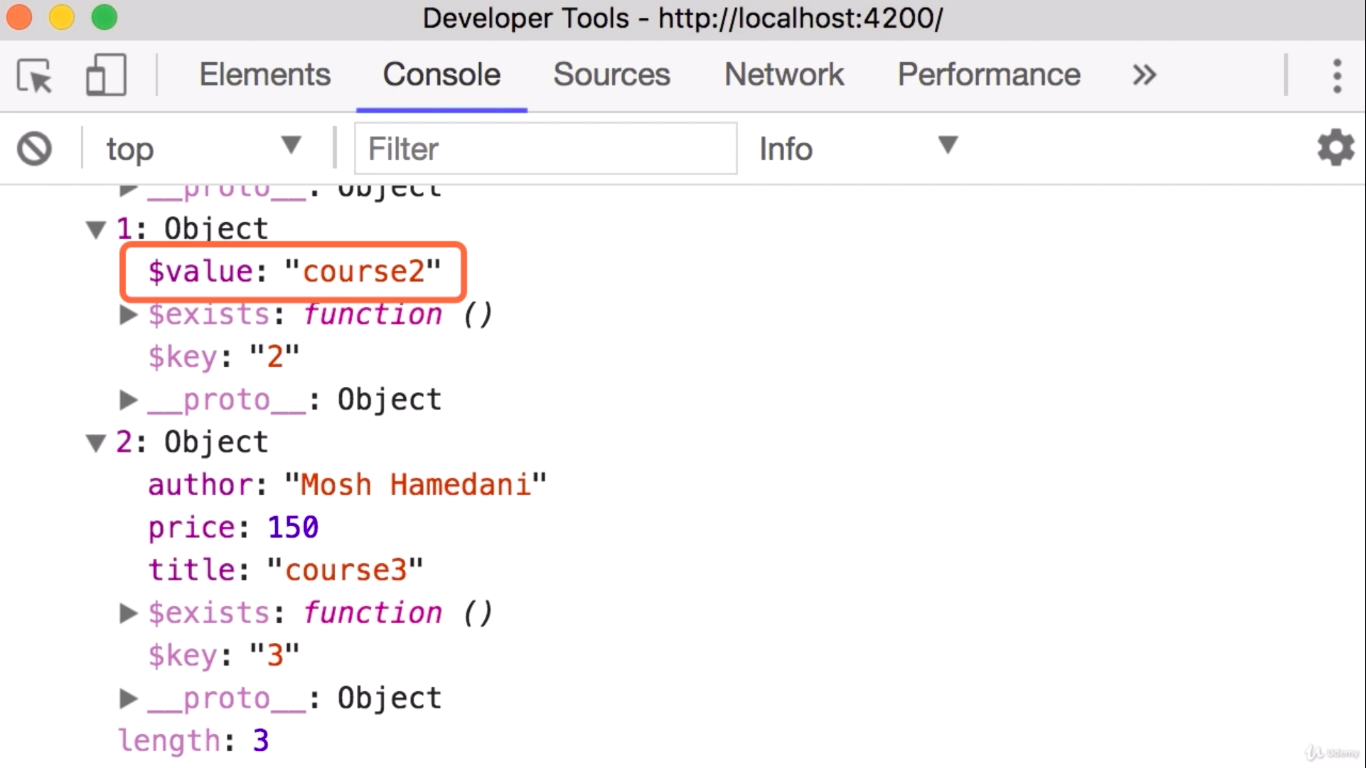 Developer Tools - http://localhost:4200/
Elements Console Sources Network Performance »
top Filter Info
__proto__: Object
1: Object
$value: "course2"
$exists: function ()
$key: "2"
__proto__: Object
2: Object
author: "Mosh Hamedani"
price: 150
title: "course3"
$exists: function ()
$key: "3"
__proto__: Object
length: 3
Udemy